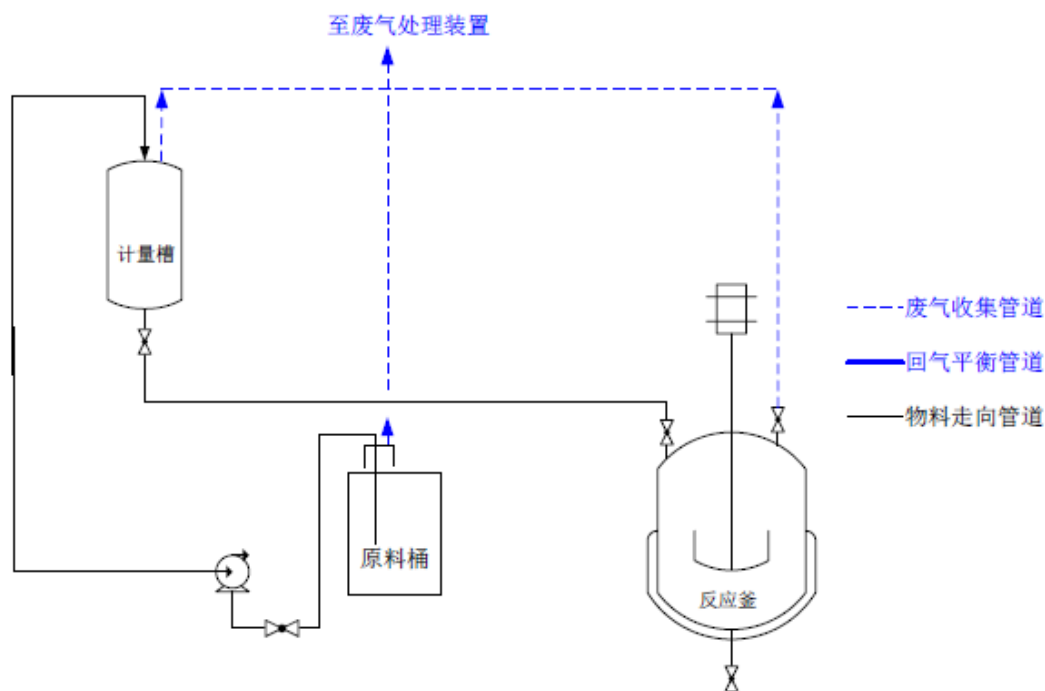 至废气处理装置
计量槽
废气收集管道
回气平衡管道
物料走向管道
原料桶
反应釜